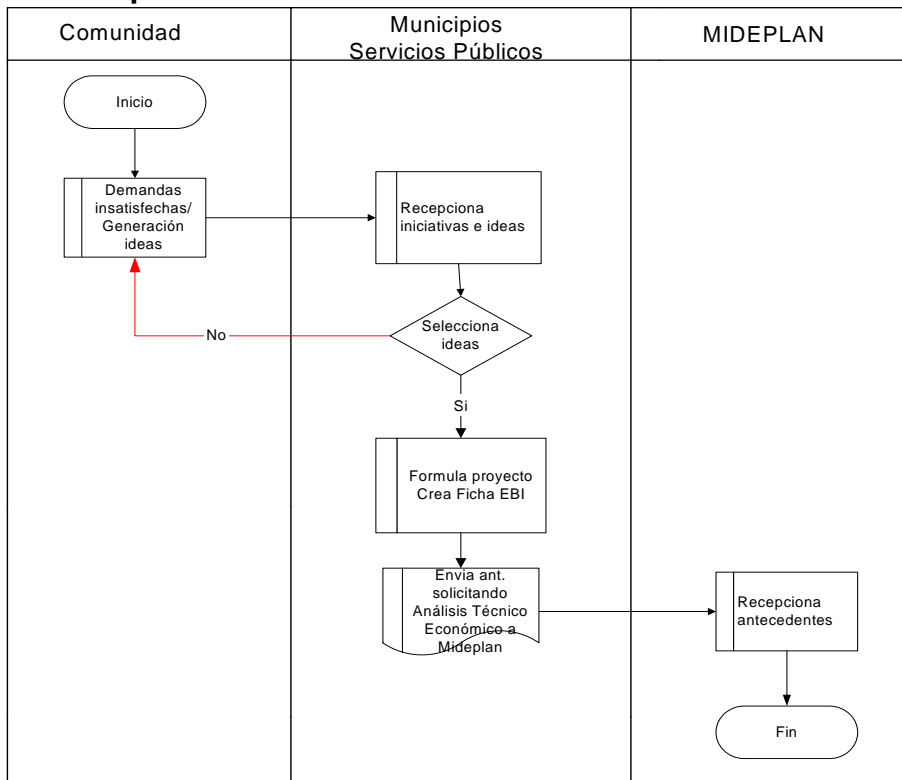 Comunidad
Municipios
Servicios Públicos
MIDEPLAN
Inicio
Demandas
insatisfechas/
Generación
ideas
Recepciona
iniciativas e ideas
Selecciona
ideas
No
Si
Formula proyecto
Crea Ficha EBI
Envia ant.
solicitando
Análisis Técnico
Económico a
Mideplan
Recepciona
antecedentes
Fin